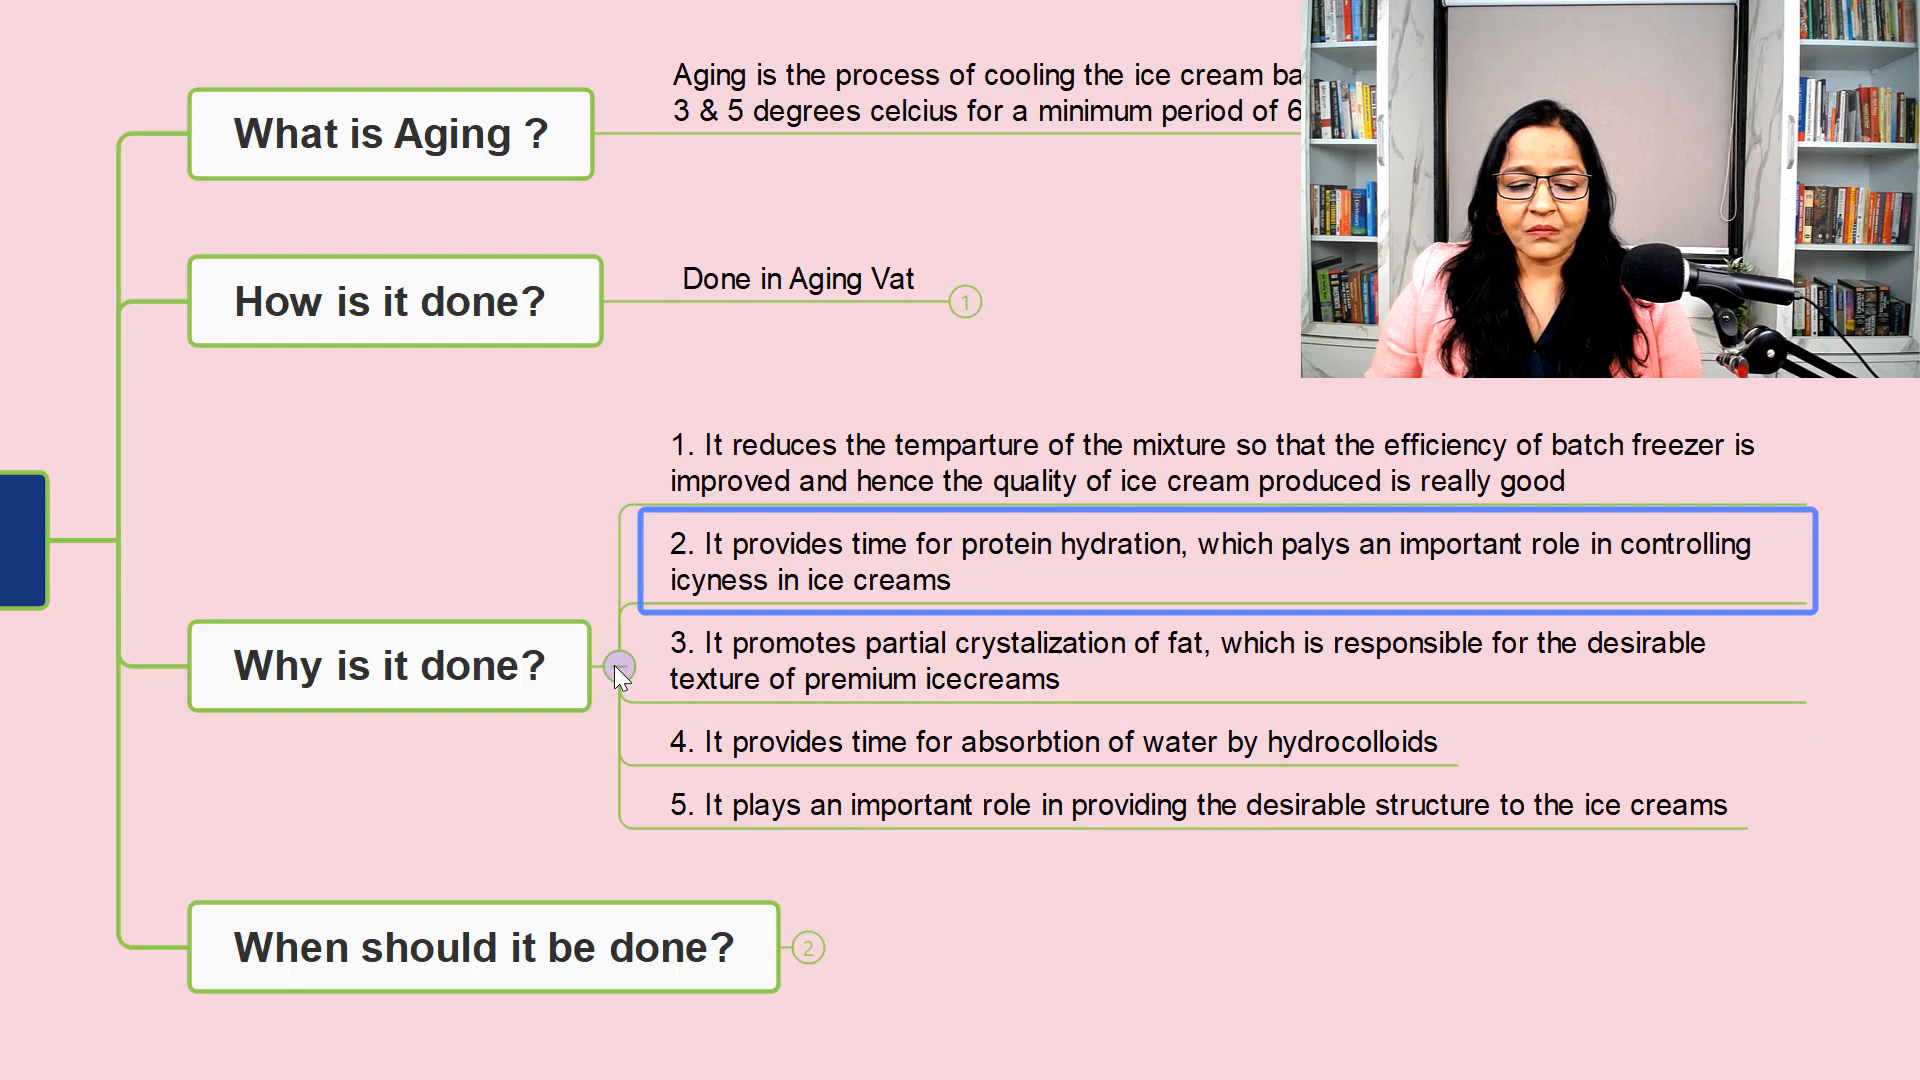 What is Aging ?
Aging is the process of cooling the ice cream ba
3 & 5 degrees celcius for a minimum period of 6
How is it done?
Done in Aging Vat
1
Why is it done?
1. It reduces the temparture of the mixture so that the efficiency of batch freezer is
improved and hence the quality of ice cream produced is really good
2. It provides time for protein hydration, which palys an important role in controlling
icyness in ice creams
3. It promotes partial crystalization of fat, which is responsible for the desirable
texture of premium icecreams
4. It provides time for absorbtion of water by hydrocolloids
5. It plays an important role in providing the desirable structure to the ice creams
When should it be done?
2